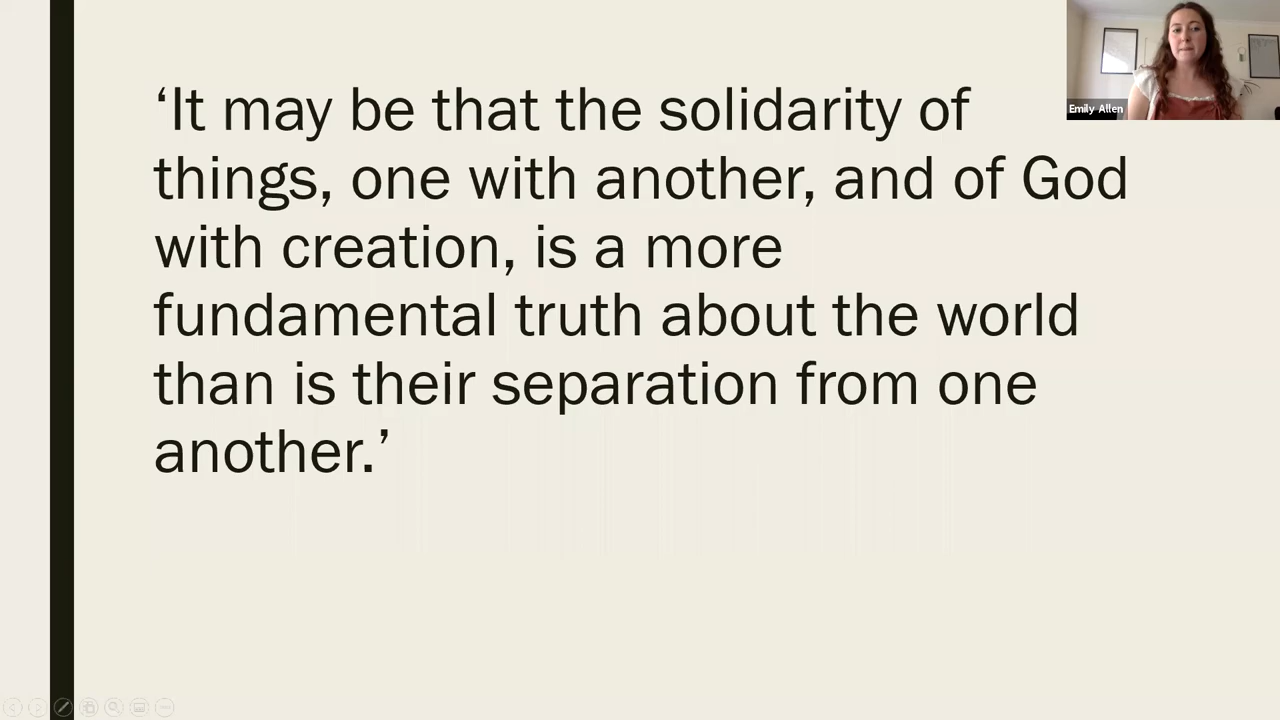 ‘It may be that the solidarity of
things, one with another, and of God
with creation, is a more
fundamental truth about the world
than is their separation from one
another.’
Emily Allen